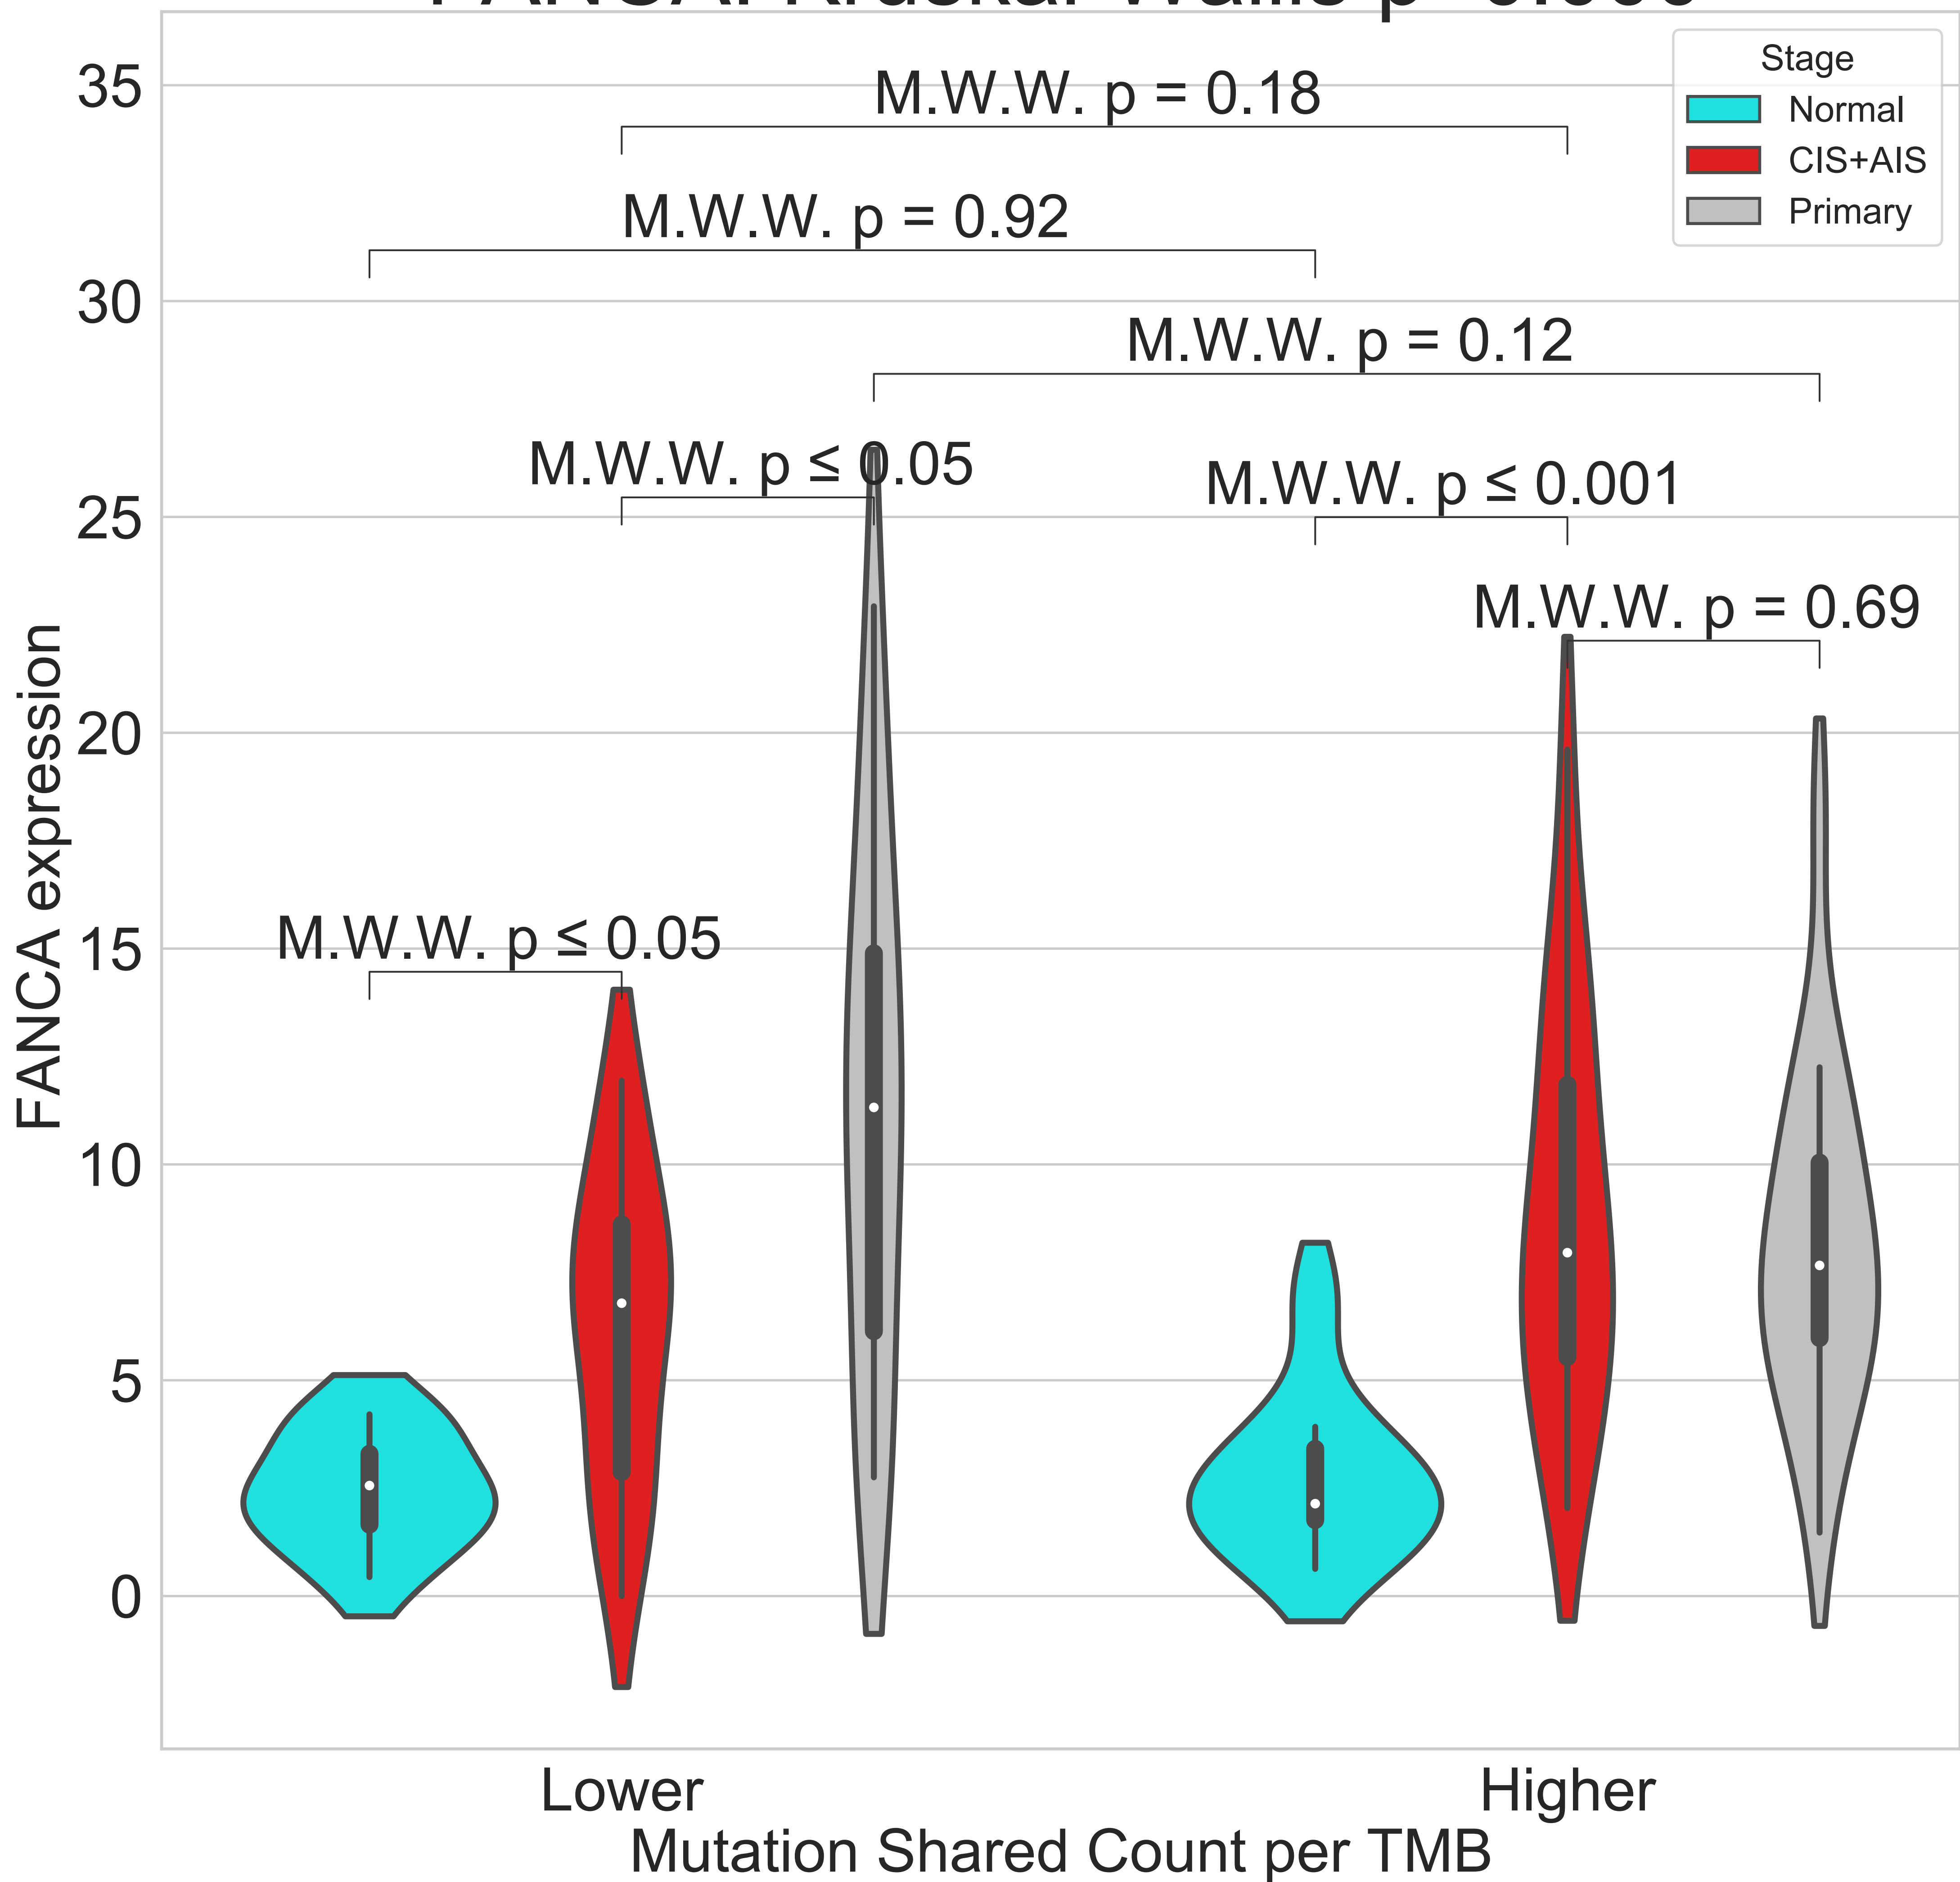 Stage
Normal
CIS+AIS
Primary
M.W.W. p = 0.18
M.W.W. p = 0.92
M.W.W. p = 0.12
M.W.W. p ≤ 0.05
M.W.W. p ≤ 0.001
M.W.W. p = 0.69
M.W.W. p ≤ 0.05
35
30
25
20
15
10
5
0
FANCA expression
Lower
Higher
Mutation Shared Count per TMB